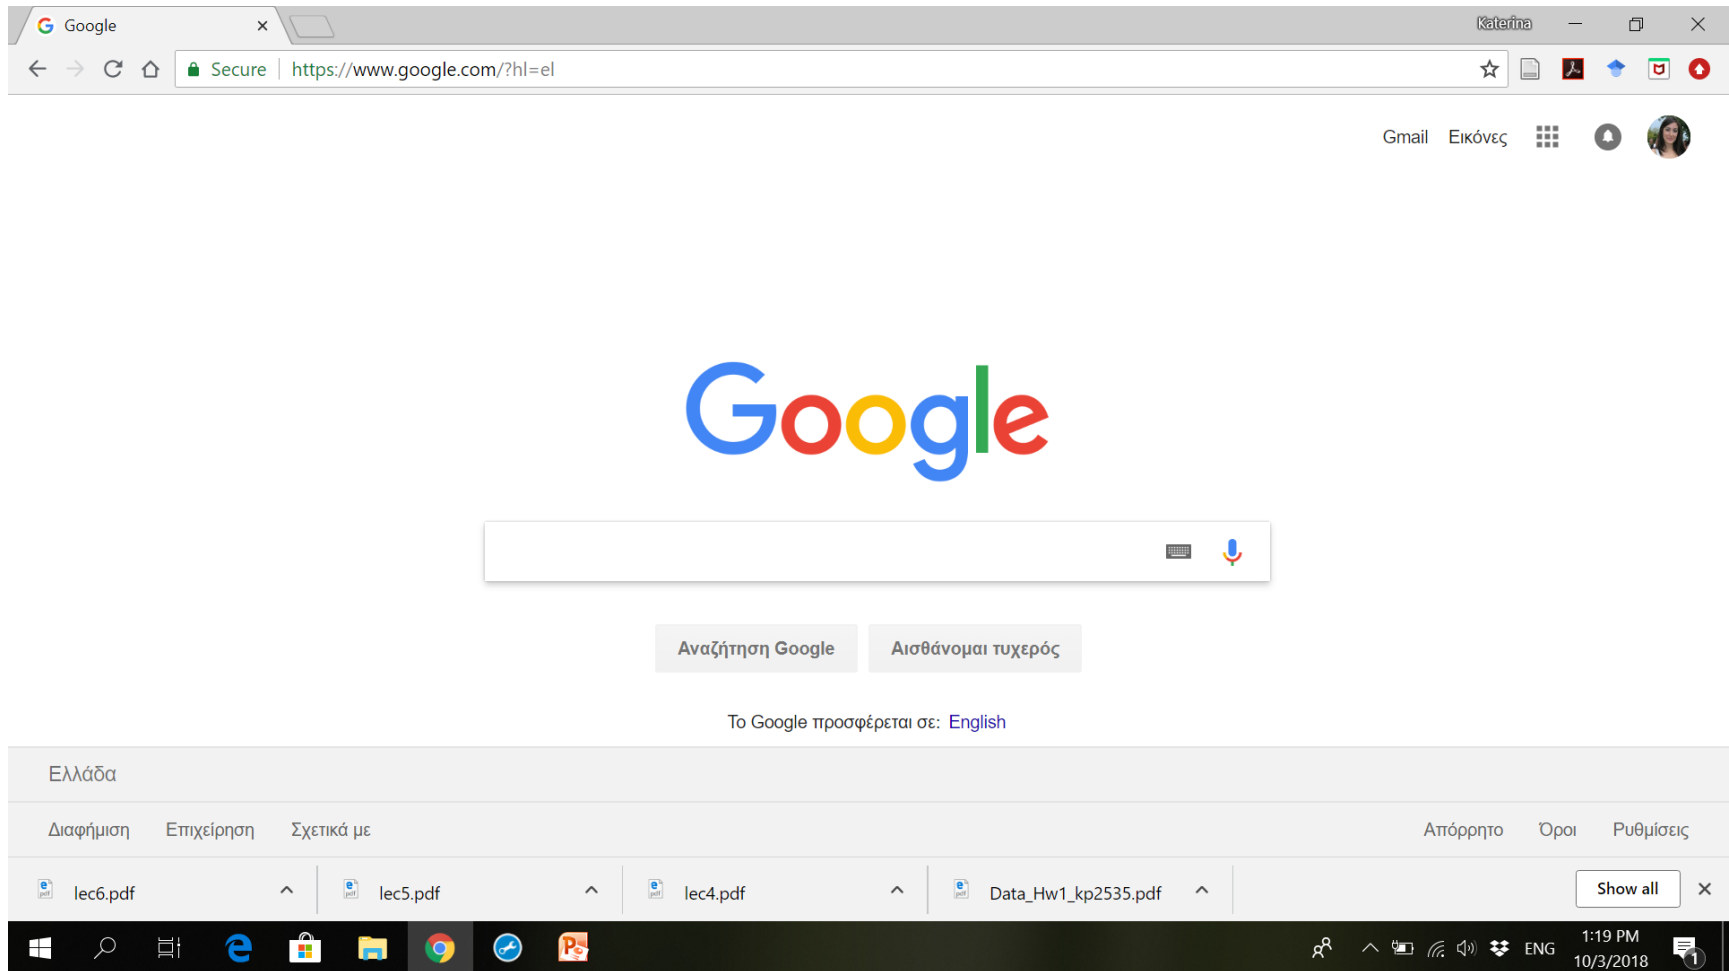 Google
Katerina
Secure https://www.google.com/?hl=el
Gmail Εικόνες
Google
Αναζήτηση Google Αισθάνομαι τυχερός
Το Google προσφέρεται σε: English
Ελλάδα
Διαφήμιση Επιχείρηση Σχετικά με Απόρρητο Όροι Ρυθμίσεις
lec6.pdf lec5.pdf lec4.pdf Data_Hw1_kp2535.pdf Show all
ENG 1:19 PM
10/3/2018 1